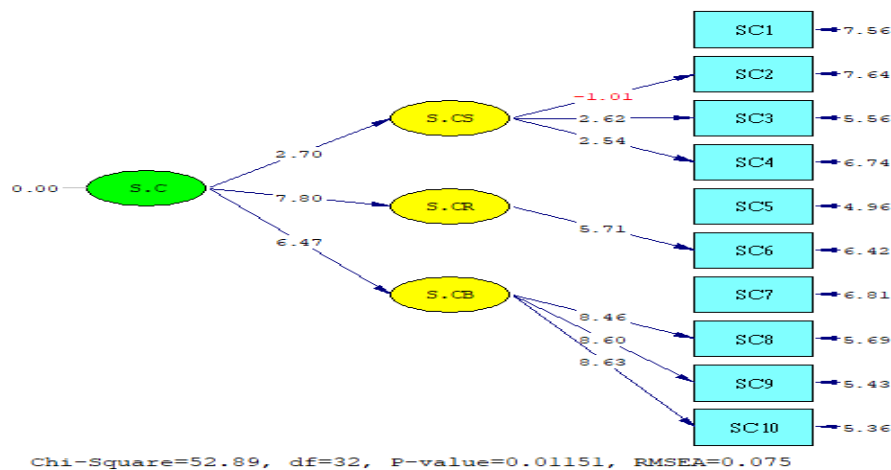 SC1 7.56
-1.01 SC2 7.64
S.CS 2.62 SC3 5.56
2.70 2.54 SC4 6.74
0.00 S.C
7.80 S.CR SC5 4.96
6.47 5.71 SC6 6.42
S.CB SC7 6.81
8.46 SC8 5.69
8.60 SC9 5.43
8.63 SC10 5.36
Chi-Square=52.89, df=32, P-value=0.01151, RMSEA=0.075